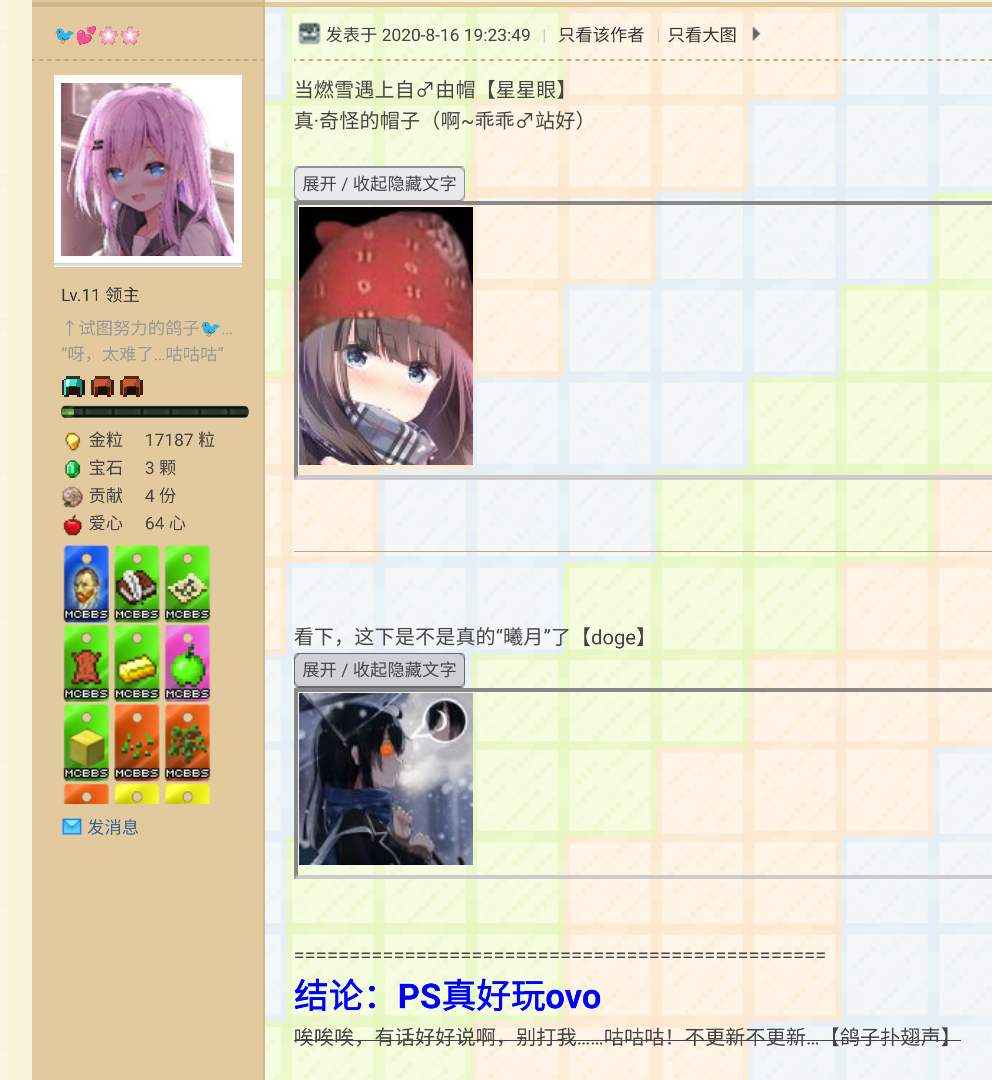 🐦💕🌸🌸
发表于 2020-8-16 19:23:49 | 只看该作者 | 只看大图
当燃雪遇上自♂由帽【星星眼】
真·奇怪的帽子（啊~乖乖♂站好）
展开 / 收起隐藏文字
Lv.11 领主
↑试图努力的鸽子🐦...
“呀，太难了...咕咕咕”
金粒 17187 粒
宝石 3 颗
贡献 4 份
爱心 64 心
MCBBS MCBBS MCBBS
MCBBS MCBBS MCBBS
MCBBS MCBBS MCBBS
发消息
看下，这下是不是真的“曦月”了【doge】
展开 / 收起隐藏文字
================================================
结论：PS真好玩ovo
唉唉唉，有话好好说啊，别打我......咕咕咕！不更新不更新...【鸽子扑翅声】